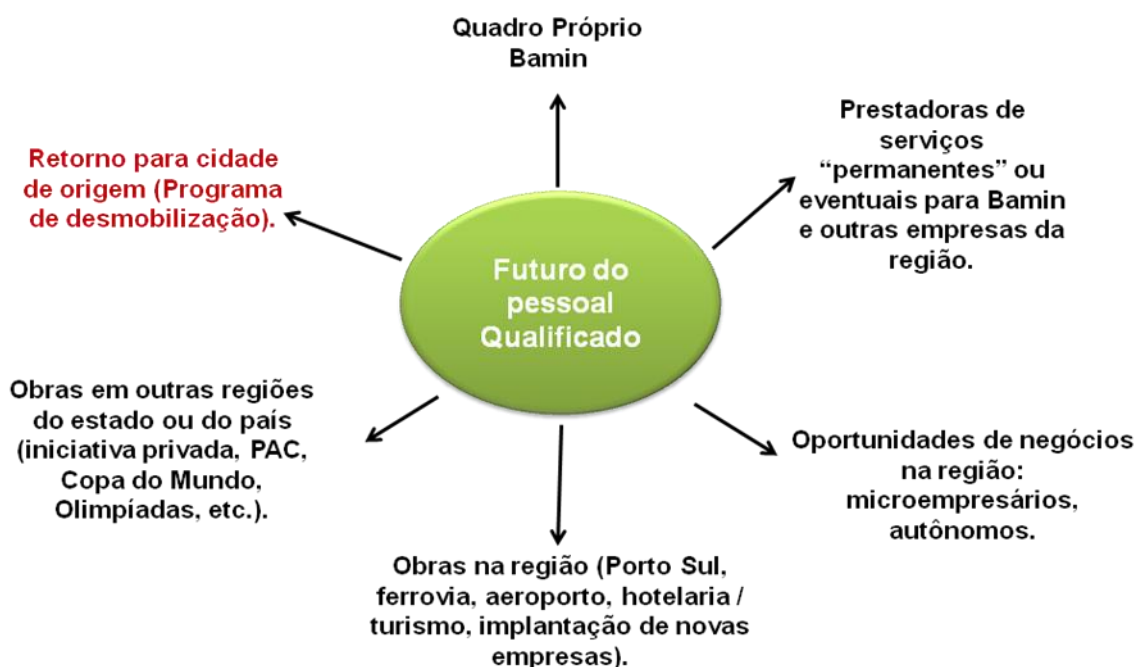 Quadro Próprio
Bamin
Prestadoras de
serviços
“permanentes” ou
eventuais para Bamin
e outras empresas da
região.
Retorno para cidade
de origem (Programa
de desmobilização).
Futuro do
pessoal
Qualificado
Obras em outras regiões
do estado ou do país
(iniciativa privada, PAC,
Copa do Mundo,
Olimpíadas, etc.).
Oportunidades de negócios
na região:
microempresários,
autônomos.
Obras na região (Porto Sul,
ferrovia, aeroporto, hotelaria /
turismo, implantação de novas
empresas).